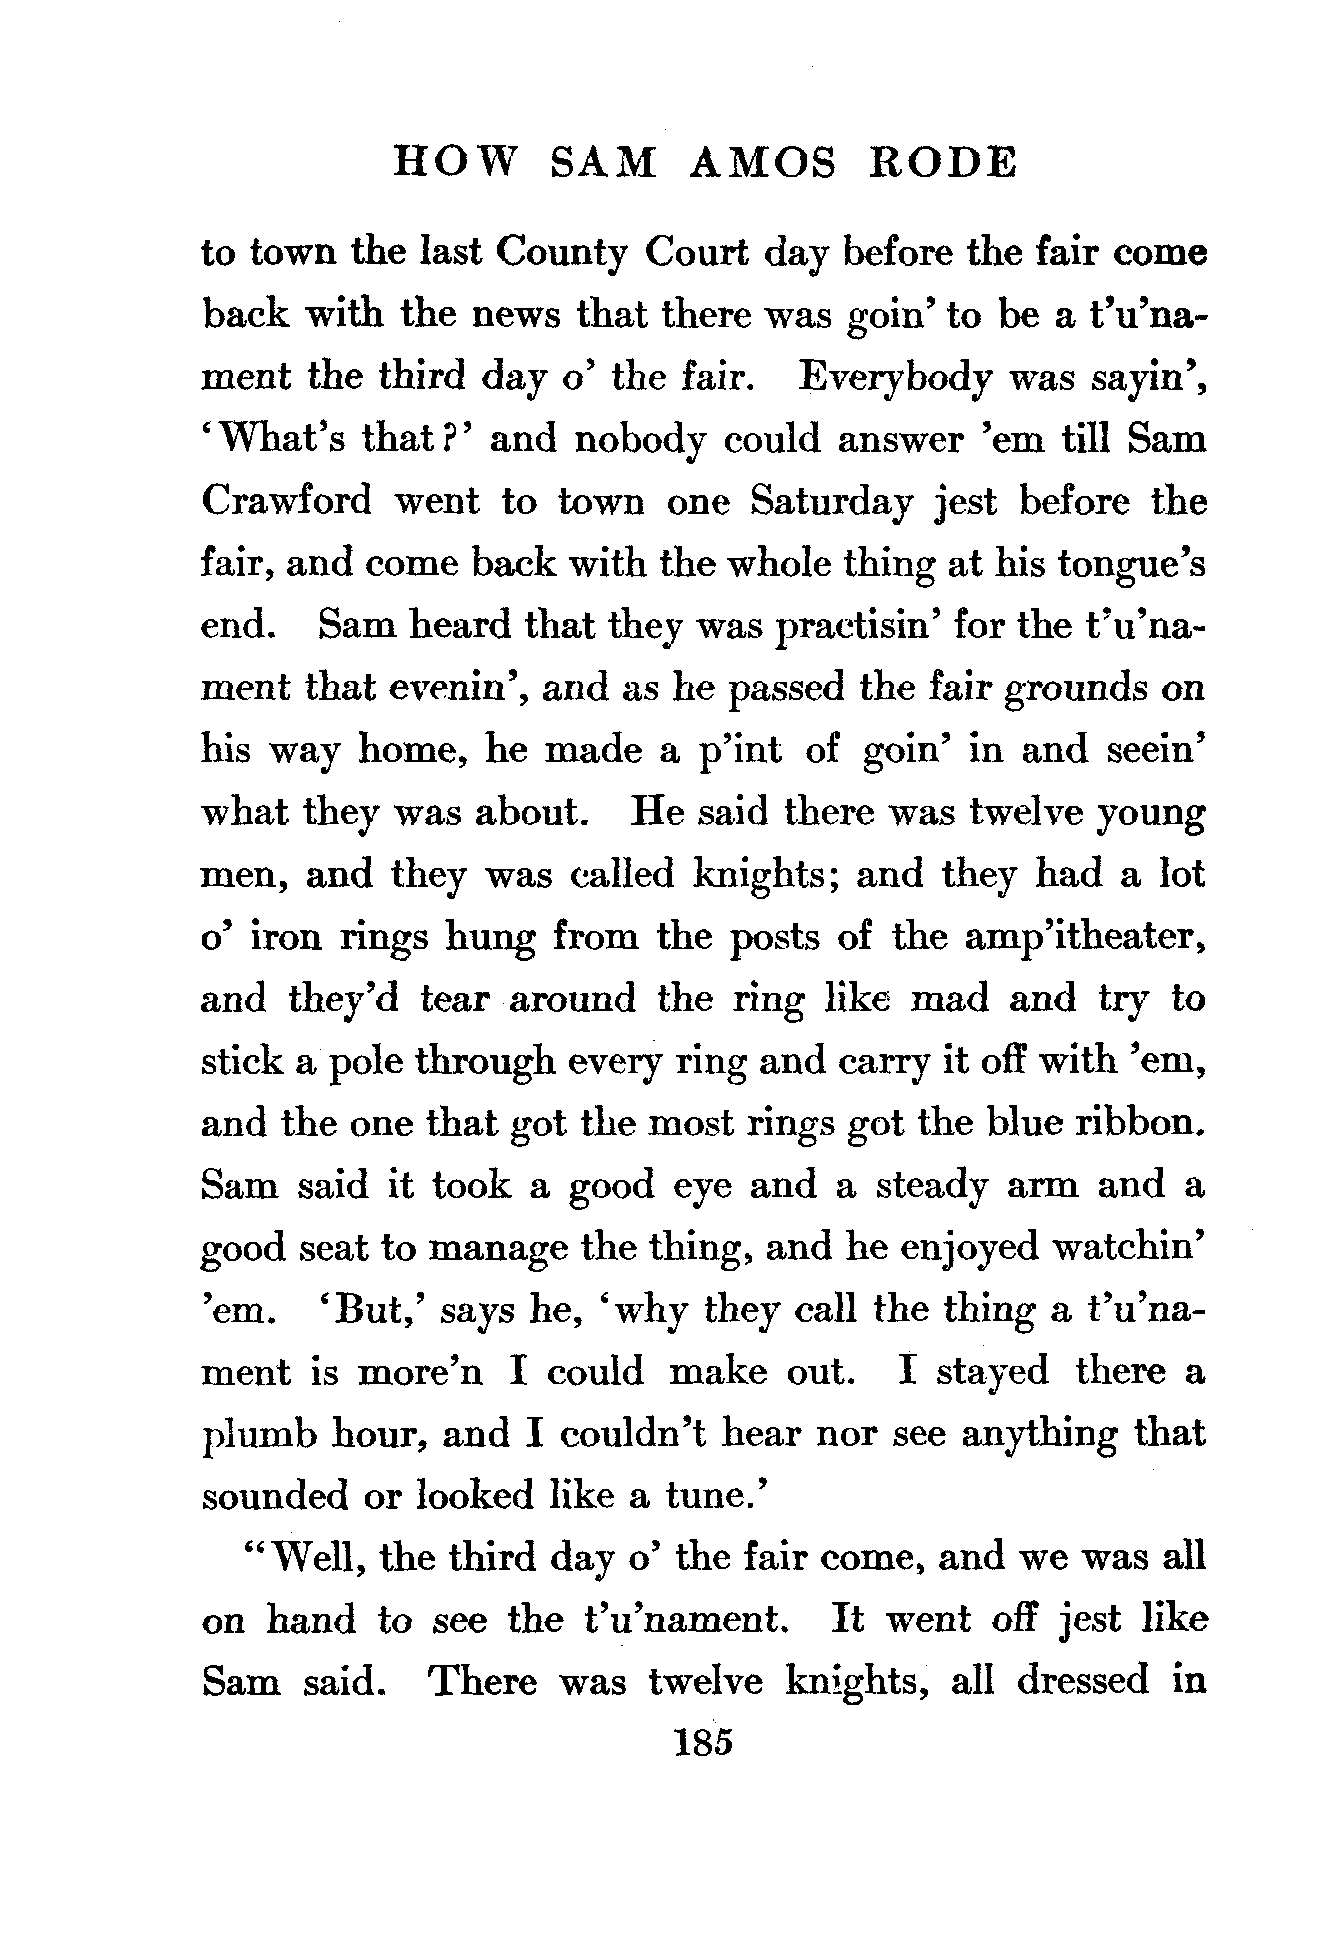 HOW SAM AMOS RODE
to town the last County Court day before the fair come
back with the news that there was goin’ to be a t’u’na-
ment the third day o’ the fair. Everybody was sayin’,
‘What’s that?’ and nobody could answer ’em till Sam
Crawford went to town one Saturday jest before the
fair, and come back with the whole thing at his tongue’s
end. Sam heard that they was practisin’ for the t’u’na-
ment that evenin’, and as he passed the fair grounds on
his way home, he made a p’int of goin’ in and seein’
what they was about. He said there was twelve young
men, and they was called knights; and they had a lot
o’ iron rings hung from the posts of the amp’itheater,
and they’d tear around the ring like mad and try to
stick a pole through every ring and carry it off with ’em,
and the one that got the most rings got the blue ribbon.
Sam said it took a good eye and a steady arm and a
good seat to manage the thing, and he enjoyed watchin’
’em. ‘But,’ says he, ‘why they call the thing a t’u’na-
ment is more’n I could make out. I stayed there a
plumb hour, and I couldn’t hear nor see anything that
sounded or looked like a tune.’
“Well, the third day o’ the fair come, and we was all
on hand to see the t’u’nament. It went off jest like
Sam said. There was twelve knights, all dressed in
185